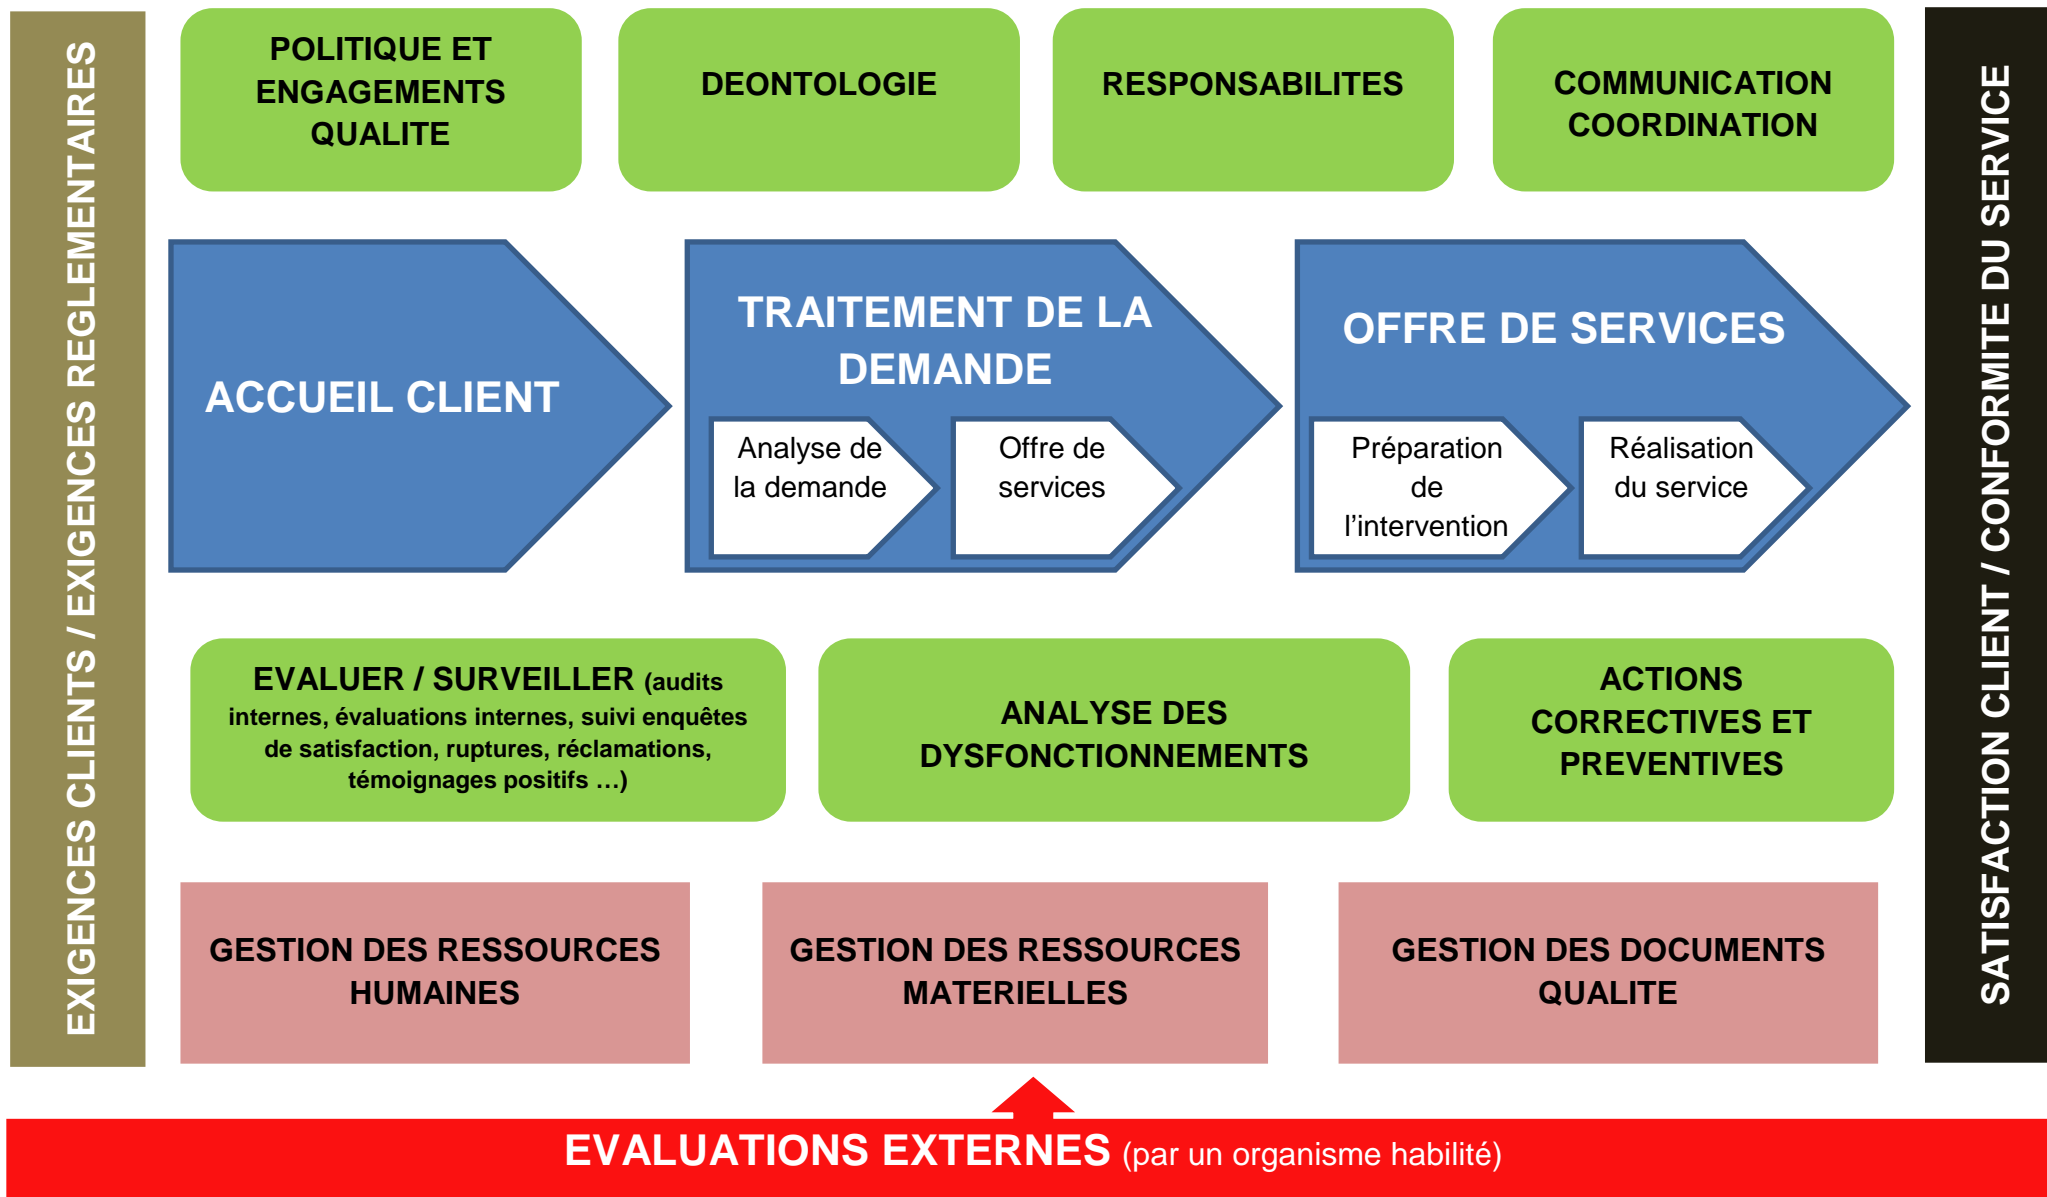 EXIGENCES CLIENTS / EXIGENCES REGLEMENTAIRES
POLITIQUE ET
ENGAGEMENTS
QUALITE
DEONTOLOGIE
RESPONSABILITES
COMMUNICATION
COORDINATION
ACCUEIL CLIENT
TRAITEMENT DE LA
DEMANDE
Analyse de
la demande
Offre de
services
OFFRE DE SERVICES
Préparation
de
l’intervention
Réalisation
du service
EVALUER / SURVEILLER (audits
internes, évaluations internes, suivi enquêtes
de satisfaction, ruptures, réclamations,
témoignages positifs …)
ANALYSE DES
DYSFONCTIONNEMENTS
ACTIONS
CORRECTIVES ET
PREVENTIVES
GESTION DES RESSOURCES
HUMAINES
GESTION DES RESSOURCES
MATERIELLES
GESTION DES DOCUMENTS
QUALITE
SATISFACTION CLIENT / CONFORMITE DU SERVICE
EVALUATIONS EXTERNES (par un organisme habilité)